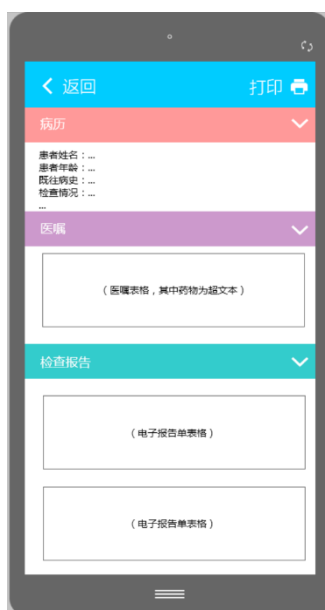 返回
打印
病历
患者姓名：...
患者年龄：...
既往病史：...
检查情况：...
...
医嘱
（医嘱表格，其中药物为超文本）
检查报告
（电子报告单表格）
（电子报告单表格）